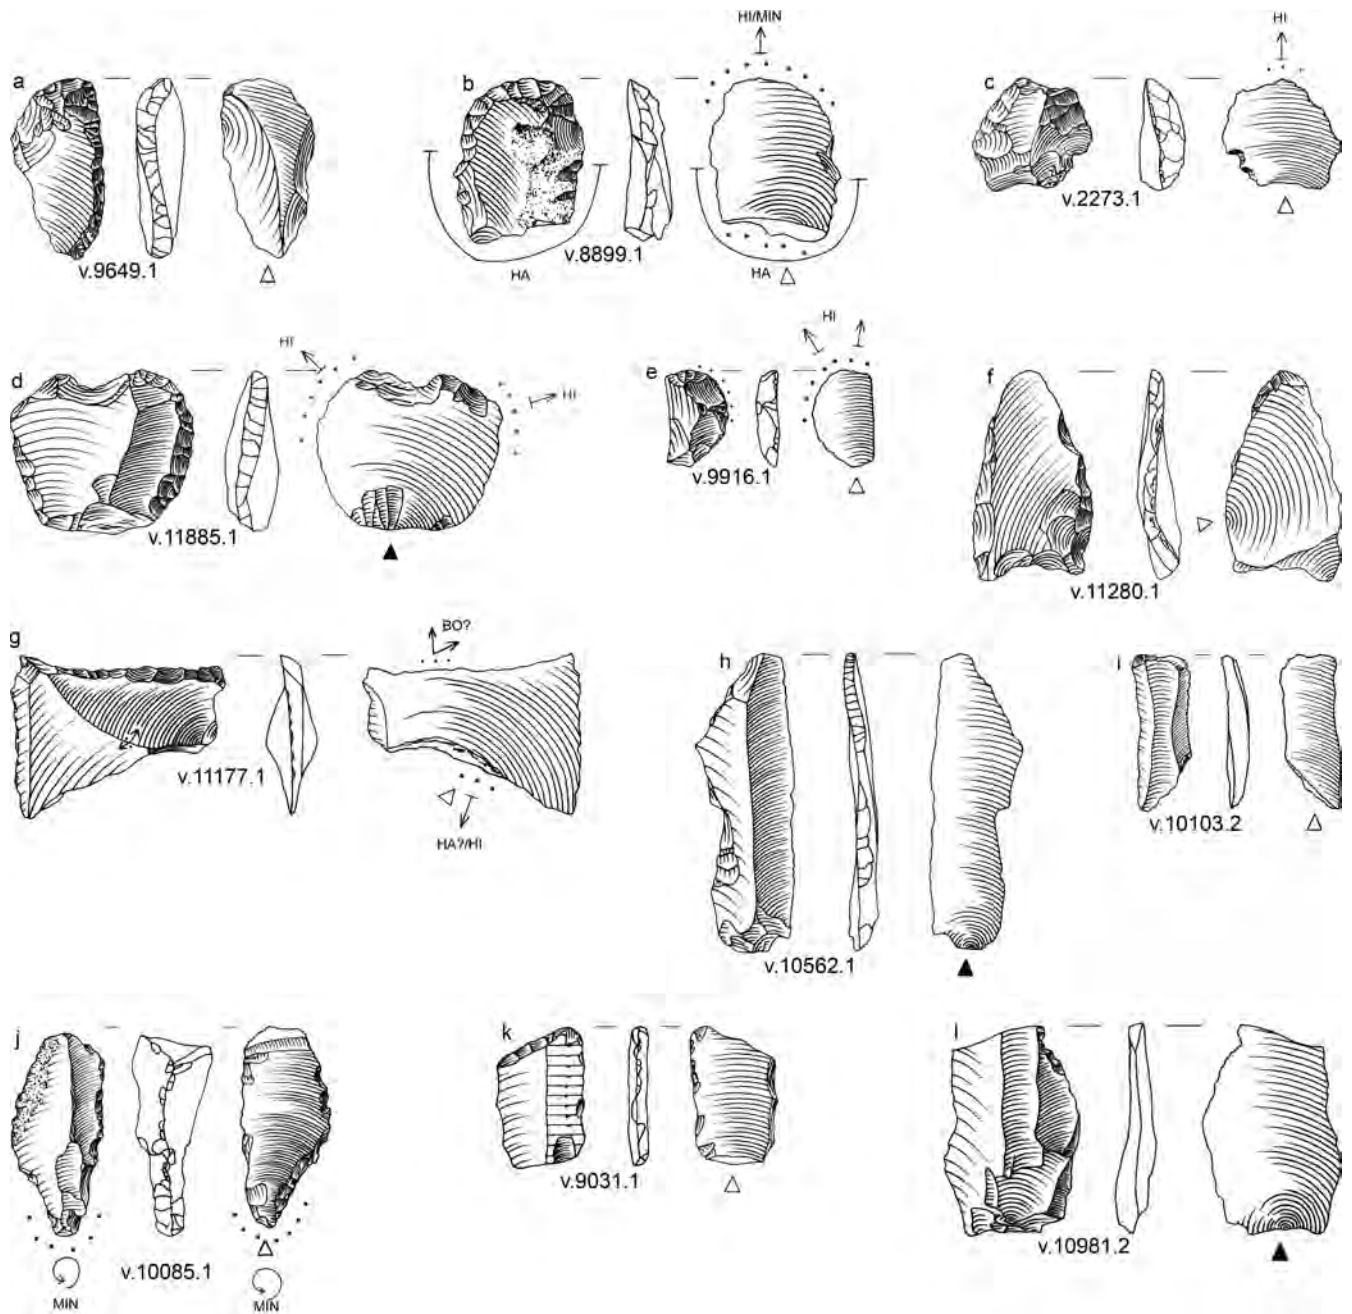 HI/MIN
HI
a
b
c
v.9649.1
HA
v.8899.1
HA
v.2273.1
HI
HI
d
HI
e
f
v.11885.1
v.9916.1
v.11280.1
g
BO?
h
i
v.11177.1
HA?/HI
v.10103.2
v.10562.1
j
k
l
v.9031.1
v.10981.2
v.10085.1
MIN
MIN